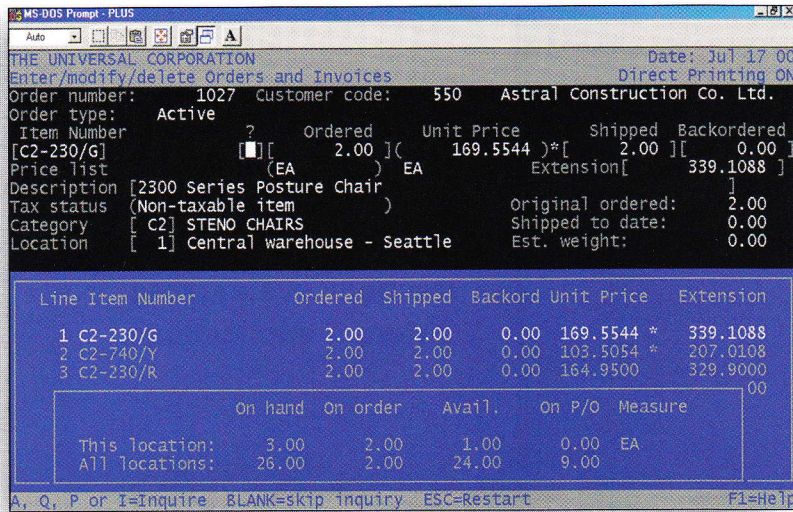 MS-DOS Prompt - PLUS
Auto A
THE UNIVERSAL CORPORATION Date: Jul 17 00
Enter/modify/delete Orders and Invoices Direct Printing ON
Order number: 1027 Customer code: 550 Astral Construction Co. Ltd.
Order type: Active
Item Number ? Ordered Unit Price Shipped Backordered
[C2-230/G] [ ][ 2.00 ]( 169.5544 )*[ 2.00 ][ 0.00 ]
Price list (EA ) EA Extension[ 339.1088 ]
Description [2300 Series Posture Chair ]
Tax status (Non-taxable item ) Original ordered: 2.00
Category [ C2] STENO CHAIRS Shipped to date: 0.00
Location [ 1] Central warehouse - Seattle Est. weight: 0.00
Line Item Number Ordered Shipped Backord Unit Price Extension
1 C2-230/G 2.00 2.00 0.00 169.5544 * 339.1088
2 C2-740/Y 2.00 2.00 0.00 103.5054 * 207.0108
3 C2-230/R 2.00 2.00 0.00 164.9500 329.9000
00
On hand On order Avail. On P/O Measure
This location: 3.00 2.00 1.00 0.00 EA
All locations: 26.00 2.00 24.00 9.00
A, Q, P or I=Inquire BLANK=skip inquiry ESC=Restart F1=Help